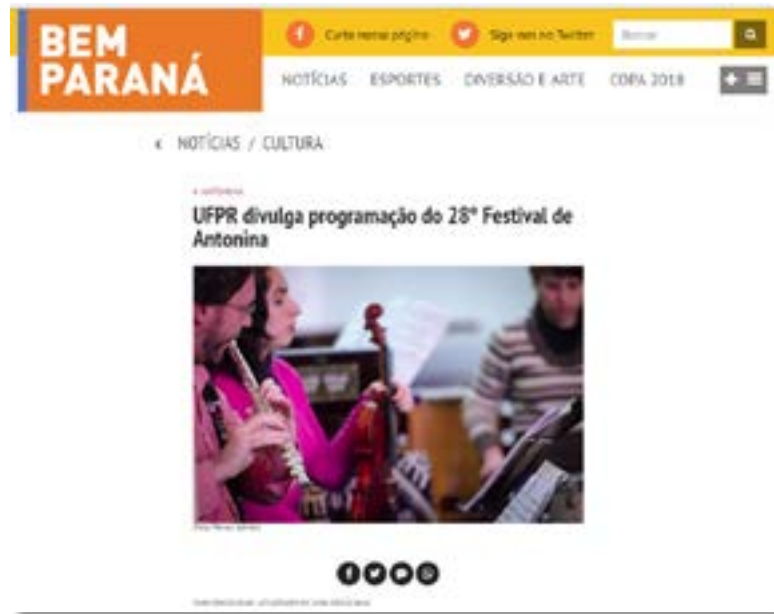 BEM
PARANÁ
Curta nossa página
Siga-nos no Twitter
Buscar
NOTÍCIAS ESPORTES DIVERSÃO E ARTE COPA 2018
NOTÍCIAS / CULTURA
UFPR divulga programação do 28º Festival de
Antonina